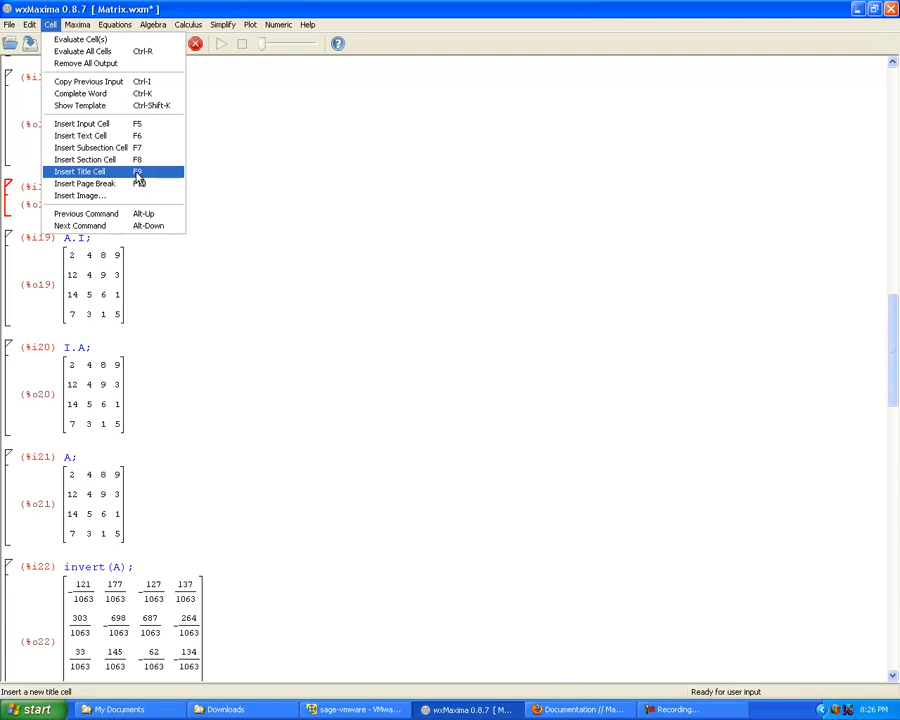 wxMaxima 0.8.7 [ Matrix.wxm* ]
File Edit Cell Maxima Equations Algebra Calculus Simplify Plot Numeric Help
Evaluate Cell(s)
Evaluate All Cells Ctrl-R
Remove All Output
Copy Previous Input Ctrl-I
Complete Word Ctrl-K
Show Template Ctrl-Shift-K
Insert Input Cell F5
Insert Text Cell F6
Insert Subsection Cell F7
Insert Section Cell F8
Insert Title Cell F9
Insert Page Break F10
Insert Image...
Previous Command Alt-Up
Next Command Alt-Down
(%i19) A.I;
2 4 8 9
12 4 9 3
(%o19)
14 5 6 1
7 3 1 5
(%i20) I.A;
2 4 8 9
12 4 9 3
(%o20)
14 5 6 1
7 3 1 5
(%i21) A;
2 4 8 9
12 4 9 3
(%o21)
14 5 6 1
7 3 1 5
(%i22) invert(A);
-121/1063 177/1063 -127/1063 137/1063
303/1063 -698/1063 687/1063 -264/1063
(%o22)
33/1063 145/1063 -62/1063 -134/1063
Insert a new title cell Ready for user input
start My Documents Downloads sage-vmware - VMwa... wxMaxima 0.8.7 [ M... Documentation // Ma... Recording... 8:26 PM